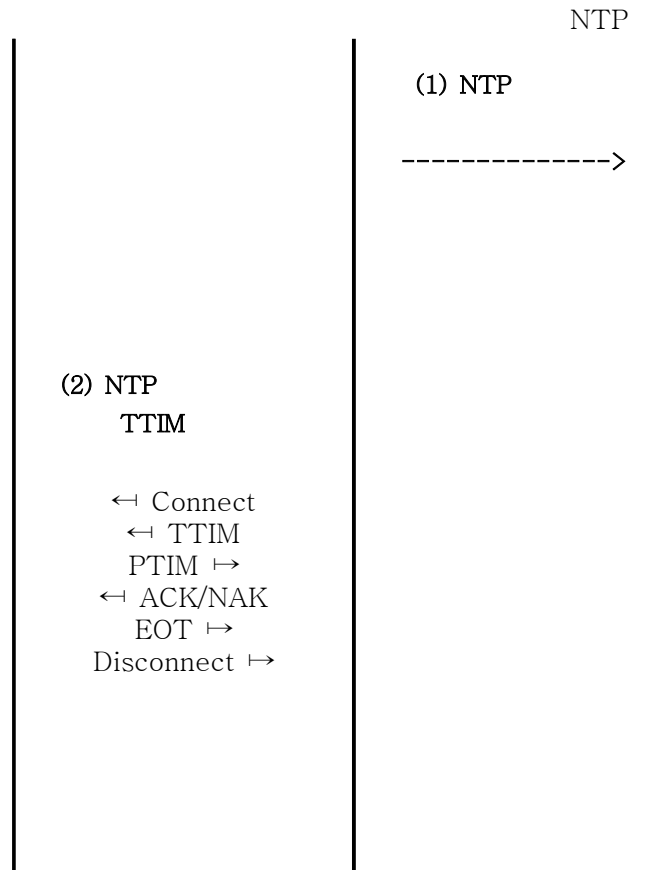 NTP
(1) NTP
-------------->
(2) NTP
TTIM
↤ Connect
↤ TTIM
PTIM ↦
↤ ACK/NAK
EOT ↦
Disconnect ↦